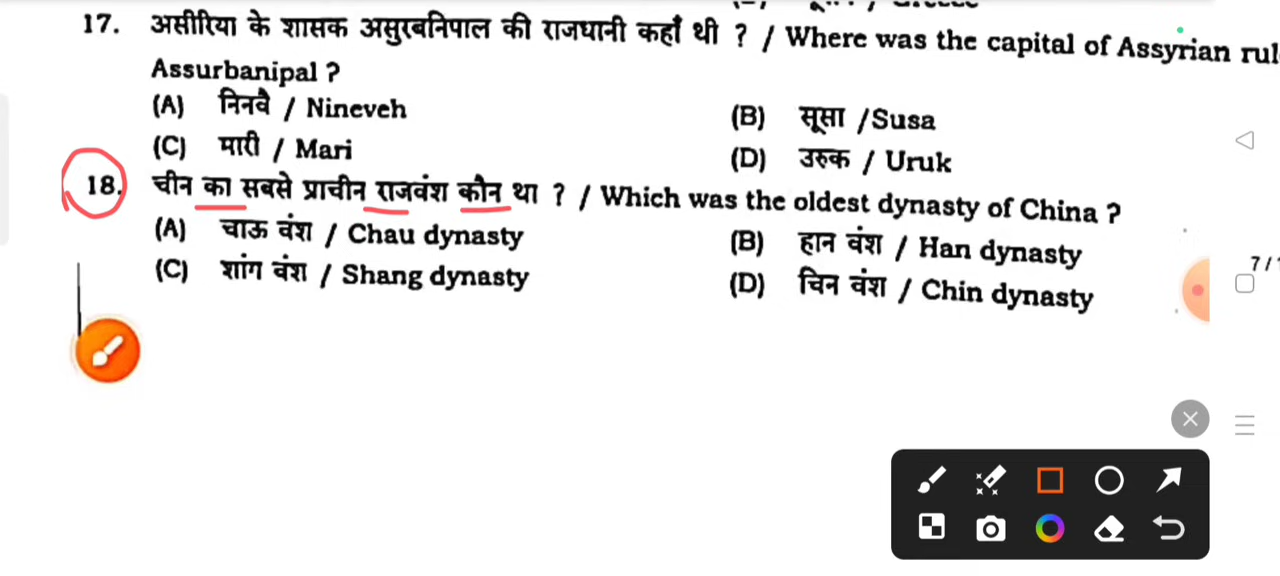 17. असीरिया के शासक असुरबनिपाल की राजधानी कहाँ थी ? / Where was the capital of Assyrian rul
Assurbanipal ?
(A) निनवै / Nineveh (B) सूसा /Susa
(C) मारी / Mari (D) उरुक / Uruk
18. चीन का सबसे प्राचीन राजवंश कौन था ? / Which was the oldest dynasty of China ?
(A) चाऊ वंश / Chau dynasty (B) हान वंश / Han dynasty
(C) शांग वंश / Shang dynasty (D) चिन वंश / Chin dynasty
7/1